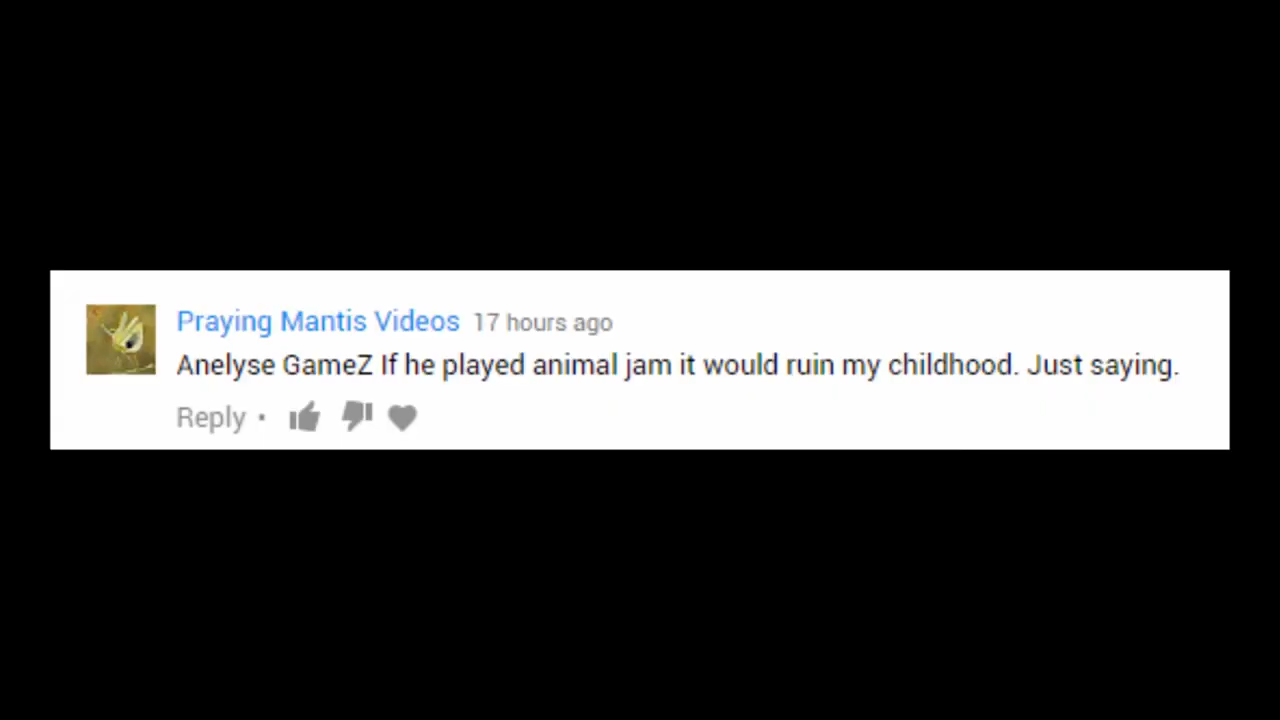 Praying Mantis Videos 17 hours ago
Anelyse GameZ If he played animal jam it would ruin my childhood. Just saying.
Reply •